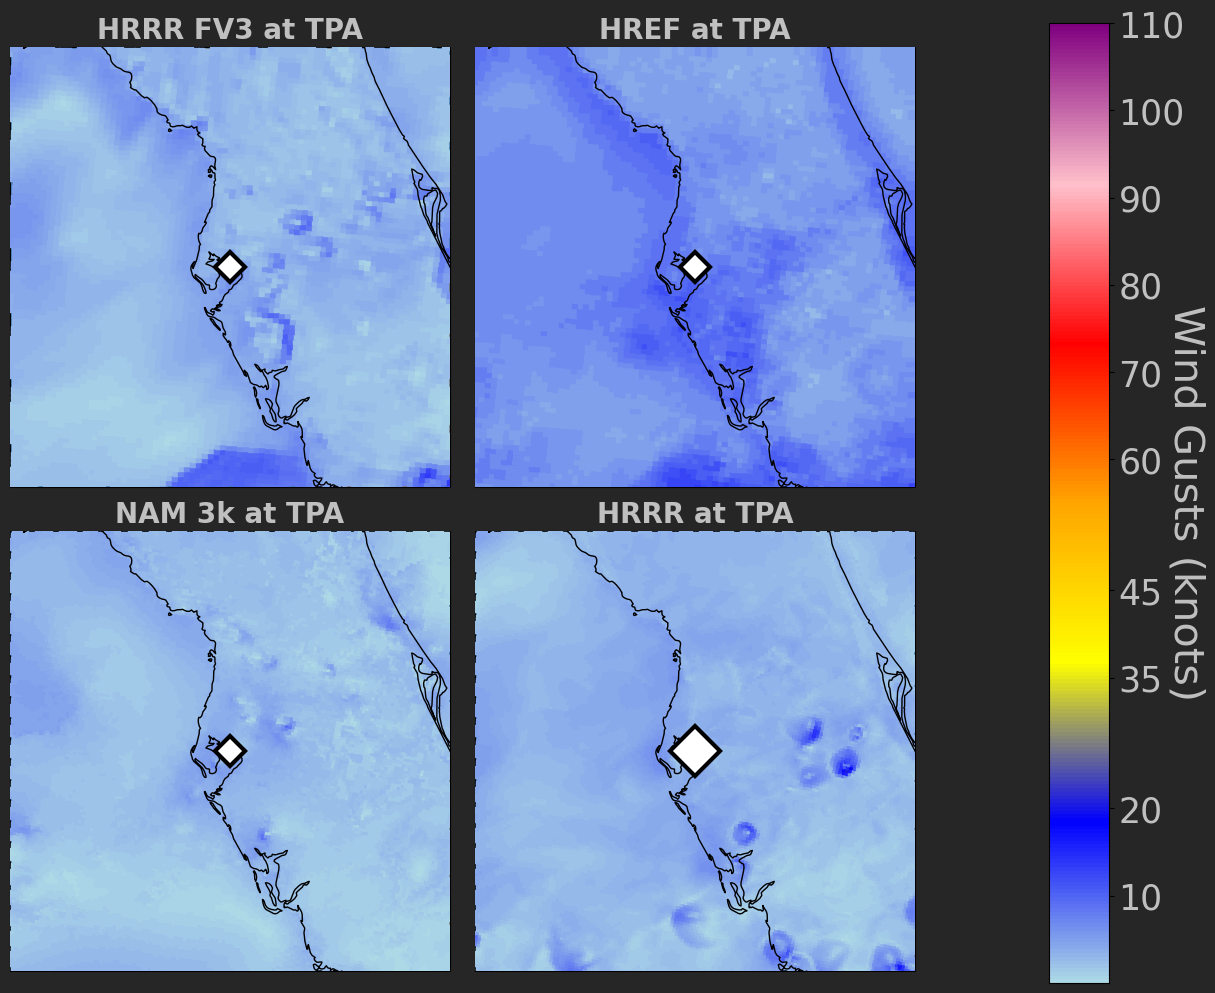 HRRR FV3 at TPA
HREF at TPA
NAM 3k at TPA
HRRR at TPA
110
100
90
80
70
60
45
35
20
10
Wind Gusts (knots)